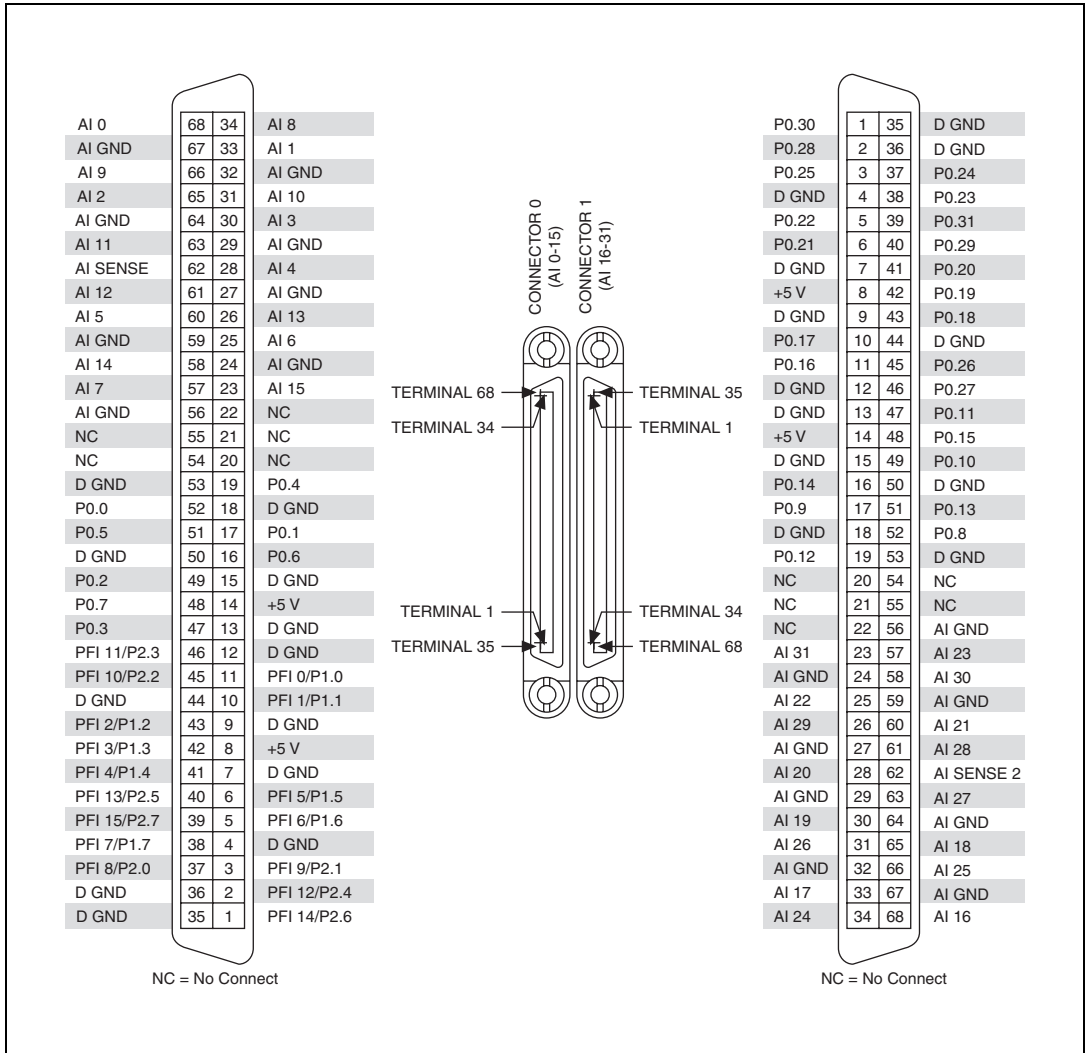 AI 0 68 34 AI 8
AI GND 67 33 AI 1
AI 9 66 32 AI GND
AI 2 65 31 AI 10
AI GND 64 30 AI 3
AI 11 63 29 AI GND
AI SENSE 62 28 AI 4
AI 12 61 27 AI GND
AI 5 60 26 AI 13
AI GND 59 25 AI 6
AI 14 58 24 AI GND
AI 7 57 23 AI 15
AI GND 56 22 NC
NC 55 21 NC
NC 54 20 NC
D GND 53 19 P0.4
P0.0 52 18 D GND
P0.5 51 17 P0.1
D GND 50 16 P0.6
P0.2 49 15 D GND
P0.7 48 14 +5 V
P0.3 47 13 D GND
PFI 11/P2.3 46 12 D GND
PFI 10/P2.2 45 11 PFI 0/P1.0
D GND 44 10 PFI 1/P1.1
PFI 2/P1.2 43 9 D GND
PFI 3/P1.3 42 8 +5 V
PFI 4/P1.4 41 7 D GND
PFI 13/P2.5 40 6 PFI 5/P1.5
PFI 15/P2.7 39 5 PFI 6/P1.6
PFI 7/P1.7 38 4 D GND
PFI 8/P2.0 37 3 PFI 9/P2.1
D GND 36 2 PFI 12/P2.4
D GND 35 1 PFI 14/P2.6
NC = No Connect
CONNECTOR 0
(AI 0-15)
CONNECTOR 1
(AI 16-31)
TERMINAL 68
TERMINAL 34
TERMINAL 35
TERMINAL 1
TERMINAL 1
TERMINAL 35
TERMINAL 34
TERMINAL 68
P0.30 1 35 D GND
P0.28 2 36 D GND
P0.25 3 37 P0.24
D GND 4 38 P0.23
P0.22 5 39 P0.31
P0.21 6 40 P0.29
D GND 7 41 P0.20
+5 V 8 42 P0.19
D GND 9 43 P0.18
P0.17 10 44 D GND
P0.16 11 45 P0.26
D GND 12 46 P0.27
D GND 13 47 P0.11
+5 V 14 48 P0.15
D GND 15 49 P0.10
P0.14 16 50 D GND
P0.9 17 51 P0.13
D GND 18 52 P0.8
P0.12 19 53 D GND
NC 20 54 NC
NC 21 55 NC
NC 22 56 AI GND
AI 31 23 57 AI 23
AI GND 24 58 AI 30
AI 22 25 59 AI GND
AI 29 26 60 AI 21
AI GND 27 61 AI 28
AI 20 28 62 AI SENSE 2
AI GND 29 63 AI 27
AI 19 30 64 AI GND
AI 26 31 65 AI 18
AI GND 32 66 AI 25
AI 17 33 67 AI GND
AI 24 34 68 AI 16
NC = No Connect